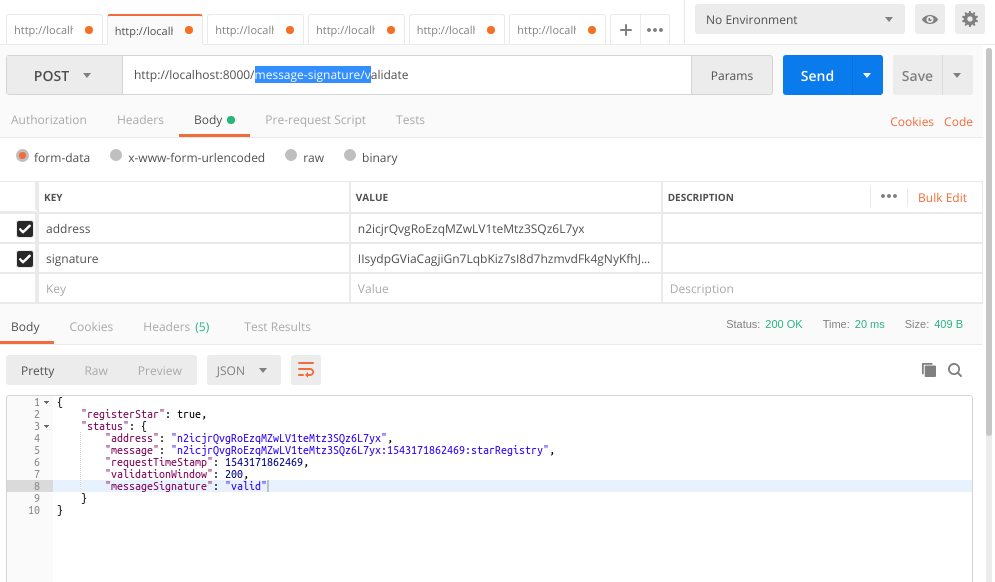 http://localh http://localh http://localh http://localh http://localh http://localh + ••• No Environment
POST http://localhost:8000/message-signature/validate Params Send Save
Authorization Headers Body Pre-request Script Tests Cookies Code
form-data x-www-form-urlencoded raw binary
KEY VALUE DESCRIPTION ••• Bulk Edit
address n2icjrQvgRoEzqMZwLV1teMtz3SQz6L7yx
signature IIsydpGViaCagjiGn7LqbKiz7sI8d7hzmvdFk4gNyKfhJ...
Key Value Description
Body Cookies Headers (5) Test Results Status: 200 OK Time: 20 ms Size: 409 B
Pretty Raw Preview JSON
1 {
2 "registerStar": true,
3 "status": {
4 "address": "n2icjrQvgRoEzqMZwLV1teMtz3SQz6L7yx",
5 "message": "n2icjrQvgRoEzqMZwLV1teMtz3SQz6L7yx:1543171862469:starRegistry",
6 "requestTimeStamp": 1543171862469,
7 "validationWindow": 200,
8 "messageSignature": "valid"
9 }
10 }